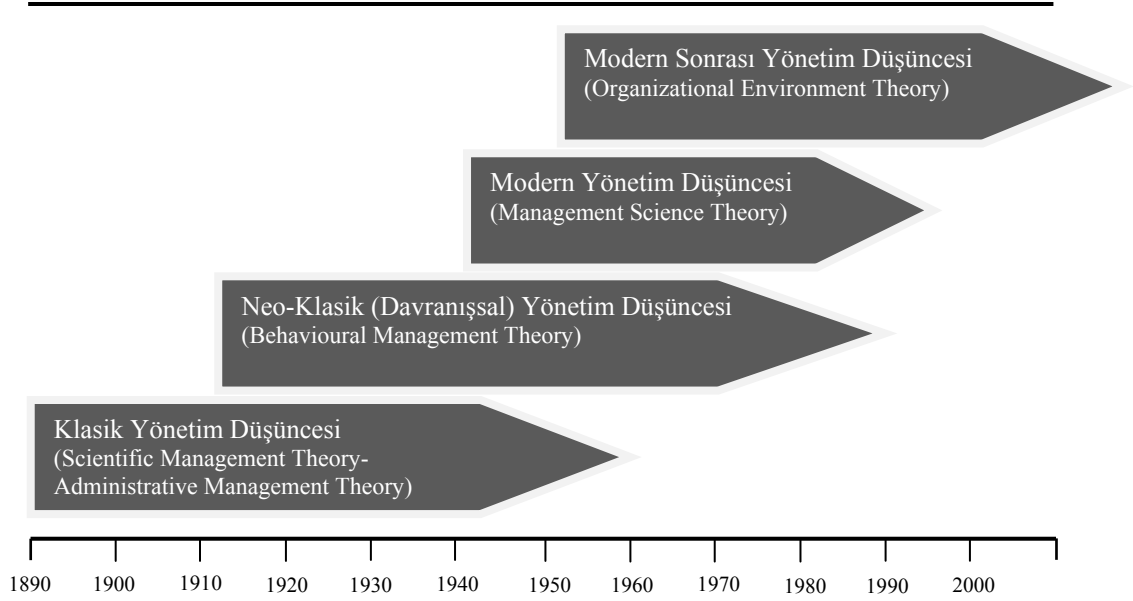 Modern Sonrası Yönetim Düşüncesi
(Organizational Environment Theory)
Modern Yönetim Düşüncesi
(Management Science Theory)
Neo-Klasik (Davranışsal) Yönetim Düşüncesi
(Behavioural Management Theory)
Klasik Yönetim Düşüncesi
(Scientific Management Theory-
Administrative Management Theory)
1890 1900 1910 1920 1930 1940 1950 1960 1970 1980 1990 2000